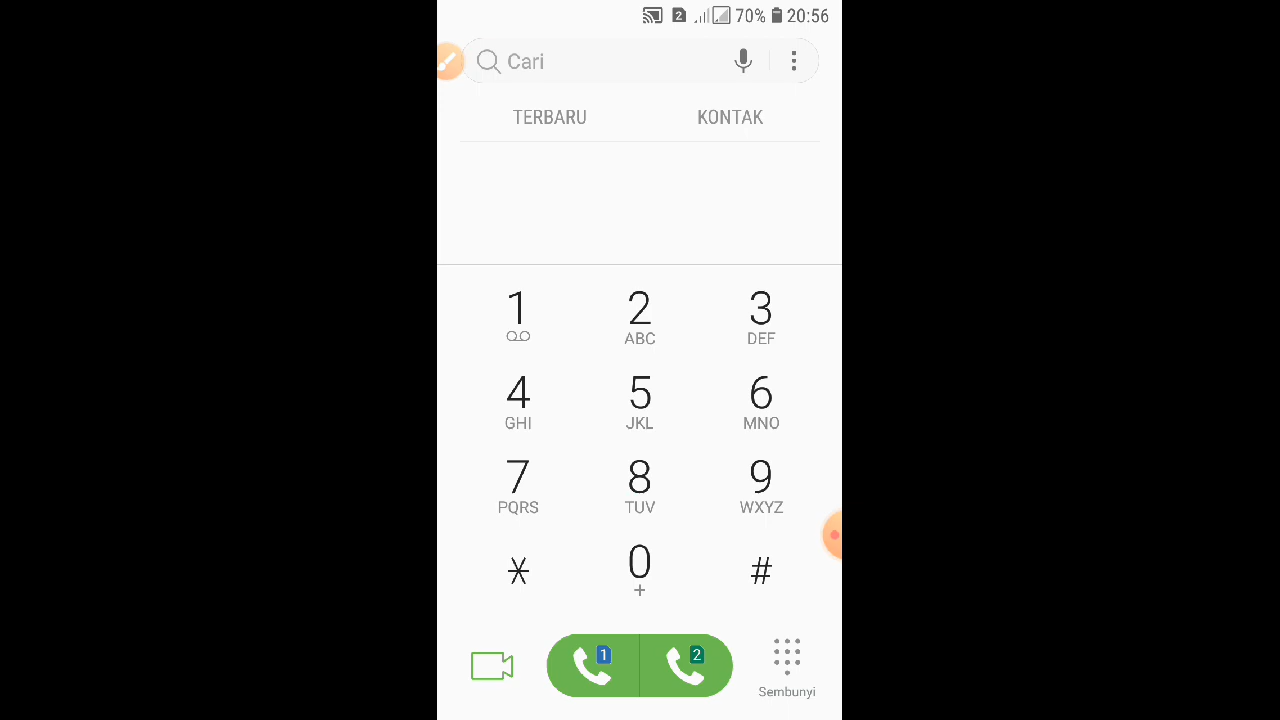 2 70% 20:56
Cari
TERBARU KONTAK
1 2 3
ABC DEF
4 5 6
GHI JKL MNO
7 8 9
PQRS TUV WXYZ
* 0 #
+
1 2
Sembunyi